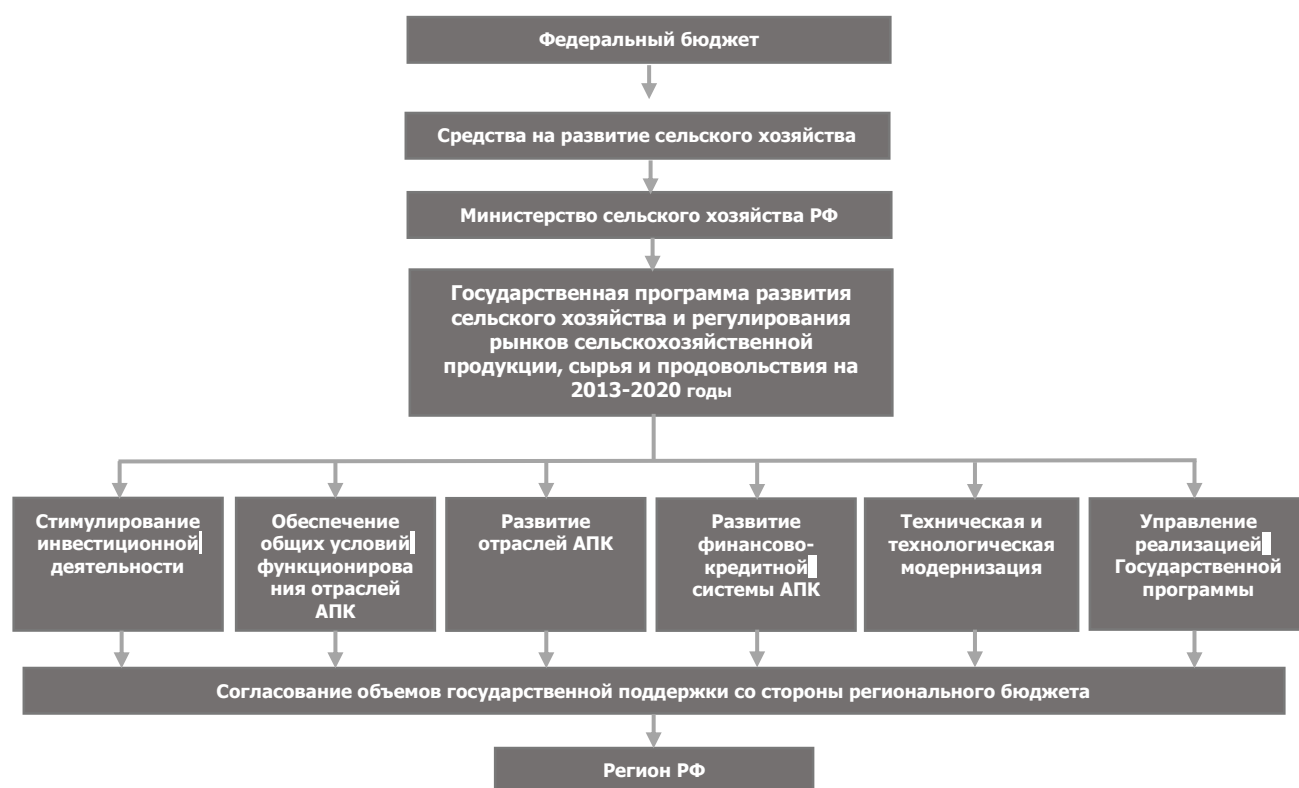 Федеральный бюджет
Средства на развитие сельского хозяйства
Министерство сельского хозяйства РФ
Государственная программа развития
сельского хозяйства и регулирования
рынков сельскохозяйственной
продукции, сырья и продовольствия на
2013-2020 годы
Стимулирование
инвестиционной
деятельности
Обеспечение
общих условий
функционирова
ния отраслей
АПК
Развитие
отраслей АПК
Развитие
финансово-
кредитной
системы АПК
Техническая и
технологическая
модернизация
Управление
реализацией
Государственной
программы
Согласование объемов государственной поддержки со стороны регионального бюджета
Регион РФ